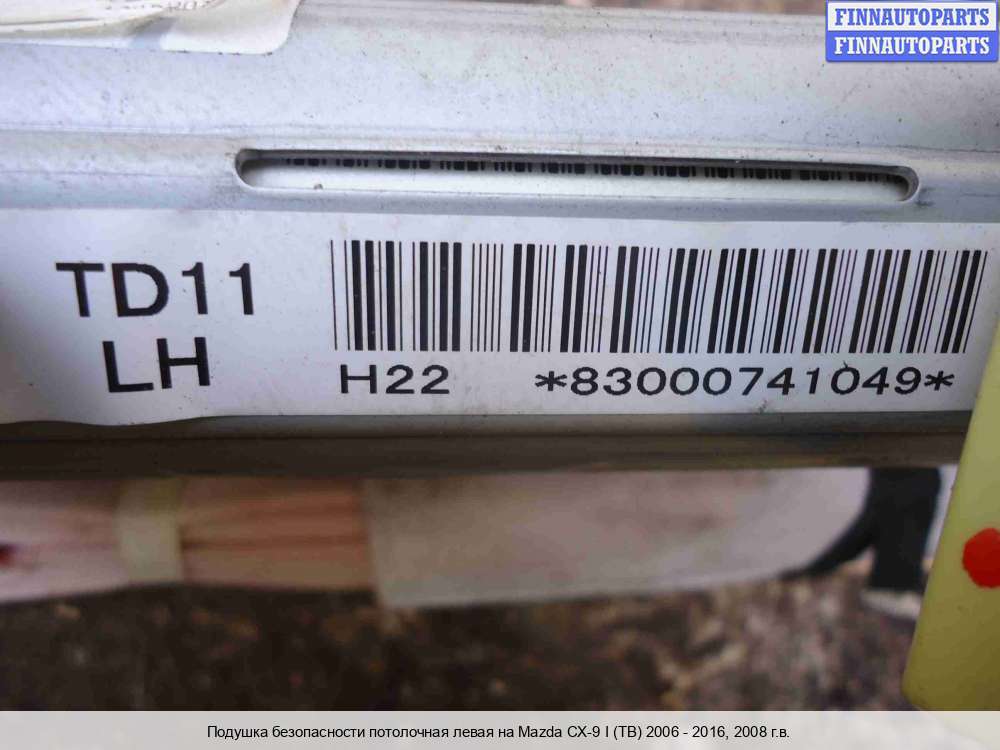 FINNAUTOPARTS
FINNAUTOPARTS
TD11
LH
H22 *83000741049*
Подушка безопасности потолочная левая на Mazda CX-9 I (TB) 2006 - 2016, 2008 г.в.